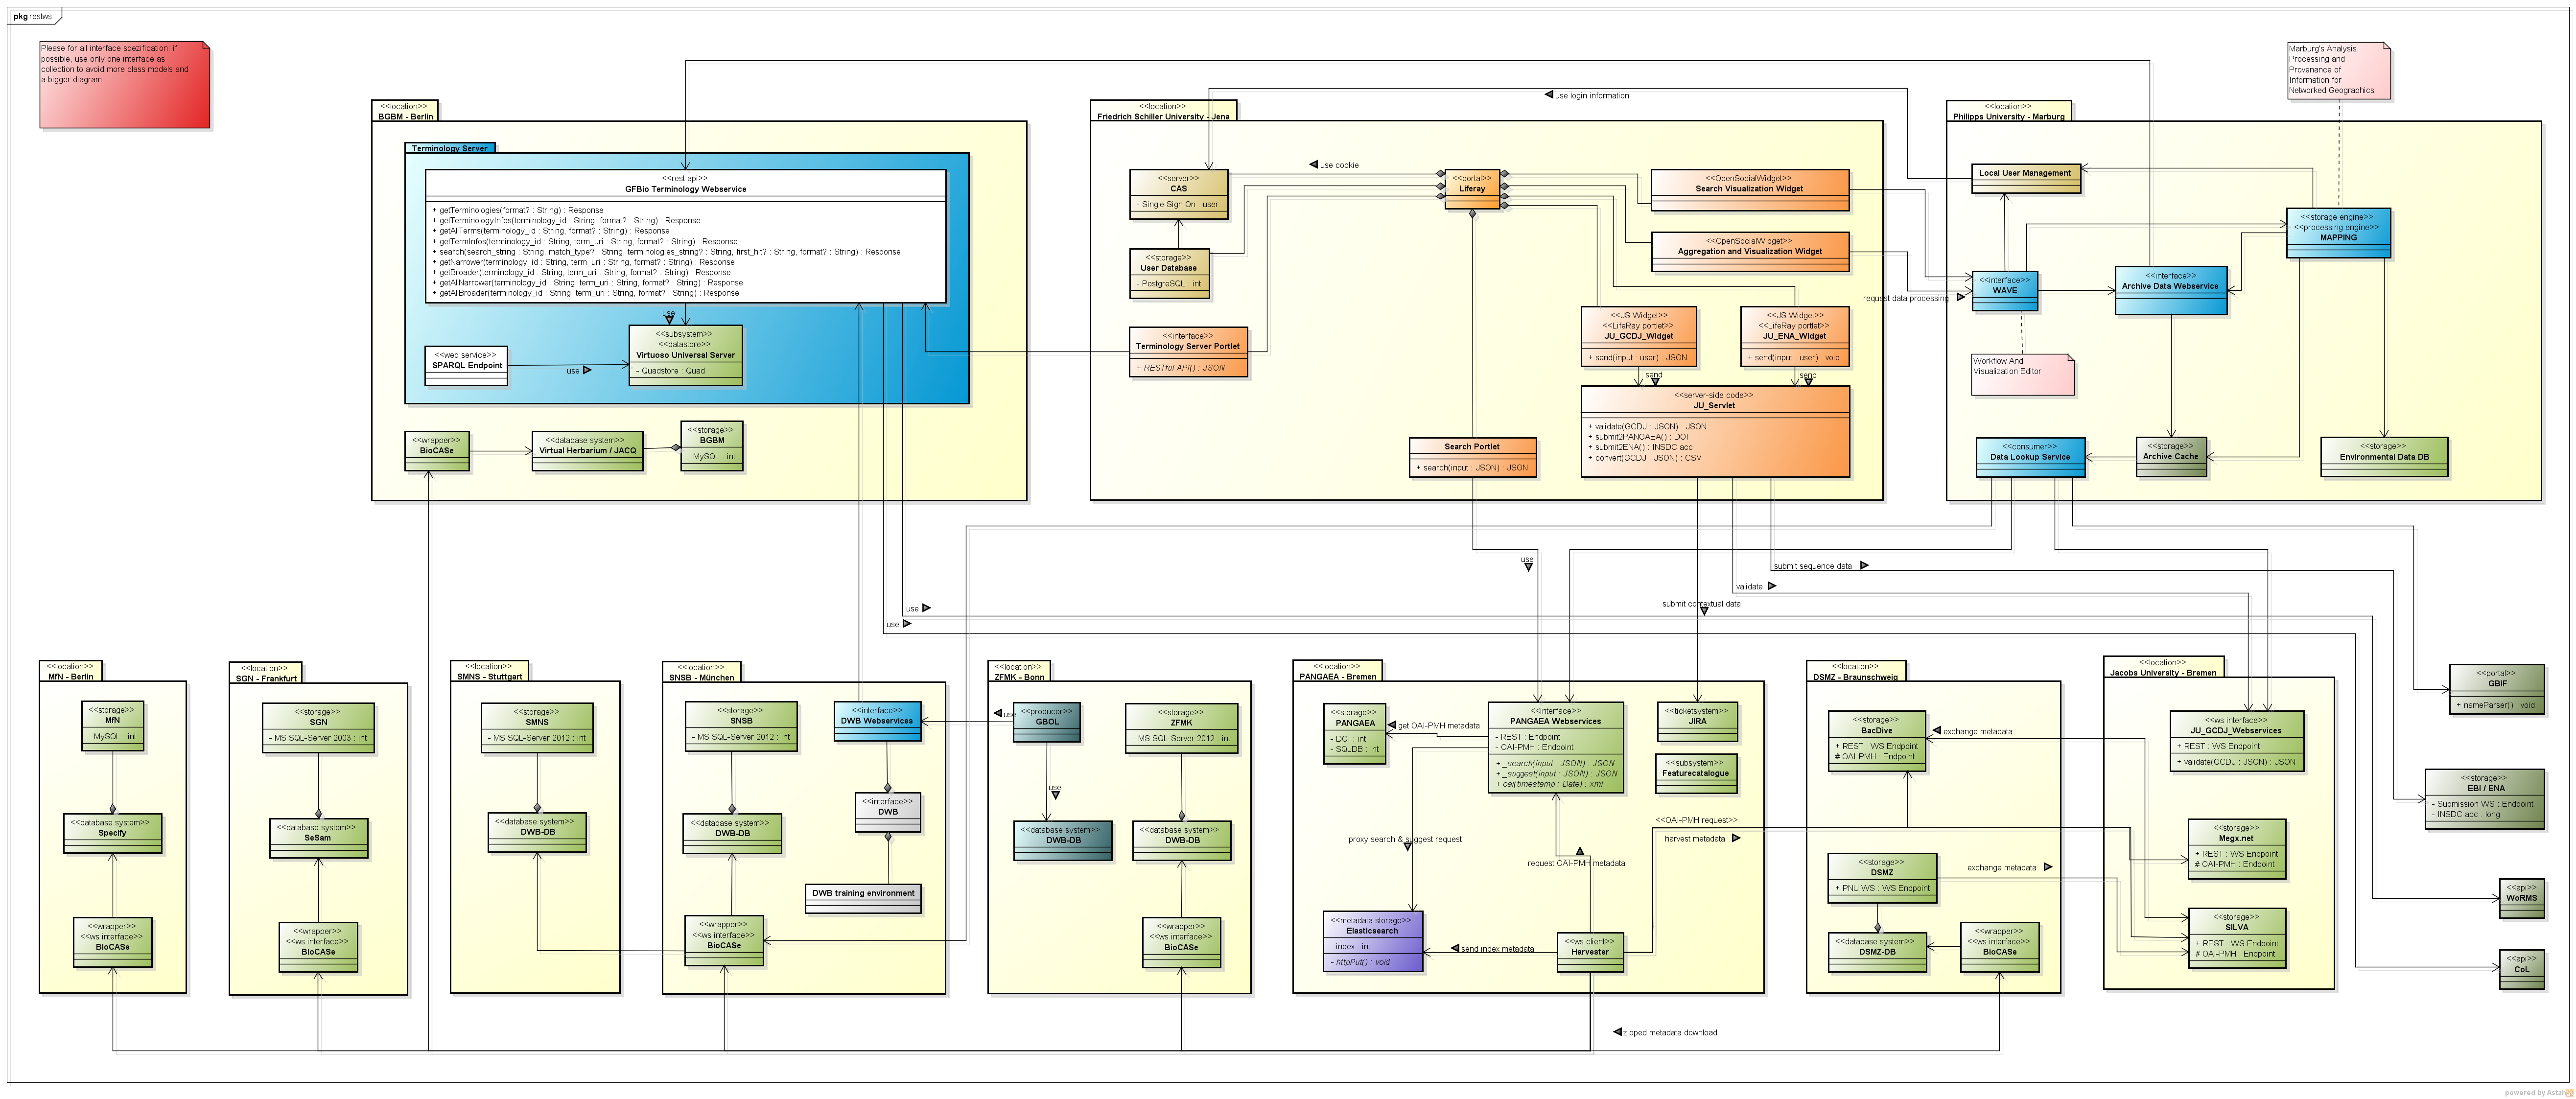 pkg restws
Please for all interface spezification: if
possible, use only one interface as
collection to avoid more class models and
a bigger diagram
Marburg's Analysis,
Processing and
Provenance of
Information for
Networked Geographics
use login information
<<location>>
BGBM - Berlin
Terminology Server
<<rest api>>
GFBio Terminology Webservice
+ getTerminologies(format? : String) : Response
+ getTerminologyInfos(terminology_id : String, format? : String) : Response
+ getAllTerms(terminology_id : String, format? : String) : Response
+ getTermInfos(terminology_id : String, term_uri : String, format? : String) : Response
+ search(search_string : String, match_type? : String, terminologies_string? : String, first_hit? : String, format? : String) : Response
+ getNarrower(terminology_id : String, term_uri : String, format? : String) : Response
+ getBroader(terminology_id : String, term_uri : String, format? : String) : Response
+ getAllNarrower(terminology_id : String, term_uri : String, format? : String) : Response
+ getAllBroader(terminology_id : String, term_uri : String, format? : String) : Response
use
<<subsystem>>
<<datastore>>
Virtuoso Universal Server
- Quadstore : Quad
<<web service>>
SPARQL Endpoint
use
<<wrapper>>
BioCASe
<<database system>>
Virtual Herbarium / JACQ
<<storage>>
BGBM
- MySQL : int
<<location>>
Friedrich Schiller University - Jena
<<server>>
CAS
- Single Sign On : user
use cookie
<<portal>>
Liferay
<<OpenSocialWidget>>
Search Visualization Widget
<<OpenSocialWidget>>
Aggregation and Visualization Widget
<<storage>>
User Database
- PostgreSQL : int
<<interface>>
Terminology Server Portlet
+ RESTful API() : JSON
<<JS Widget>>
<<LifeRay portlet>>
JU_GCDJ_Widget
+ send(input : user) : JSON
<<JS Widget>>
<<LifeRay portlet>>
JU_ENA_Widget
+ send(input : user) : void
send
send
<<server-side code>>
JU_Servlet
+ validate(GCDJ : JSON) : JSON
+ submit2PANGAEA() : DOI
+ submit2ENA() : INSDC acc
+ convert(GCDJ : JSON) : CSV
Search Portlet
+ search(input : JSON) : JSON
<<location>>
Philipps University - Marburg
Local User Management
<<storage engine>>
<<processing engine>>
MAPPING
<<interface>>
WAVE
request data processing
<<interface>>
Archive Data Webservice
Workflow And
Visualization Editor
<<consumer>>
Data Lookup Service
<<storage>>
Archive Cache
<<storage>>
Environmental Data DB
use
submit sequence data
validate
submit contextual data
use
use
<<location>>
MfN - Berlin
<<storage>>
MfN
- MySQL : int
<<database system>>
Specify
<<wrapper>>
<<ws interface>>
BioCASe
<<location>>
SGN - Frankfurt
<<storage>>
SGN
- MS SQL-Server 2003 : int
<<database system>>
SeSam
<<wrapper>>
<<ws interface>>
BioCASe
<<location>>
SMNS - Stuttgart
<<storage>>
SMNS
- MS SQL-Server 2012 : int
<<database system>>
DWB-DB
<<location>>
SNSB - München
<<storage>>
SNSB
- MS SQL-Server 2012 : int
<<database system>>
DWB-DB
<<wrapper>>
<<ws interface>>
BioCASe
<<interface>>
DWB Webservices
<<interface>>
DWB
DWB training environment
<<location>>
ZFMK - Bonn
use
<<producer>>
GBOL
use
<<database system>>
DWB-DB
<<storage>>
ZFMK
- MS SQL-Server 2012 : int
<<database system>>
DWB-DB
<<wrapper>>
<<ws interface>>
BioCASe
<<location>>
PANGAEA - Bremen
<<storage>>
PANGAEA
- DOI : int
- SQLDB : int
get OAI-PMH metadata
<<interface>>
PANGAEA Webservices
- REST : Endpoint
- OAI-PMH : Endpoint
+ _search(input : JSON) : JSON
+ _suggest(input : JSON) : JSON
+ oai(timestamp : Date) : xml
<<ticketsystem>>
JIRA
<<subsystem>>
Featurecatalogue
proxy search & suggest request
request OAI-PMH metadata
<<OAI-PMH request>>
harvest metadata
<<metadata storage>>
Elasticsearch
- index : int
- httpPut() : void
send index metadata
<<ws client>>
Harvester
zipped metadata download
<<location>>
DSMZ - Braunschweig
<<storage>>
BacDive
+ REST : WS Endpoint
# OAI-PMH : Endpoint
exchange metadata
<<storage>>
DSMZ
+ PNU WS : WS Endpoint
exchange metadata
<<database system>>
DSMZ-DB
<<wrapper>>
<<ws interface>>
BioCASe
<<location>>
Jacobs University - Bremen
<<ws interface>>
JU_GCDJ_Webservices
+ REST : WS Endpoint
+ validate(GCDJ : JSON) : JSON
<<storage>>
Megx.net
+ REST : WS Endpoint
# OAI-PMH : Endpoint
<<storage>>
SILVA
+ REST : WS Endpoint
# OAI-PMH : Endpoint
<<portal>>
GBIF
+ nameParser() : void
<<storage>>
EBI / ENA
- Submission WS : Endpoint
- INSDC acc : long
<<api>>
WoRMS
<<api>>
CoL
powered by Astah